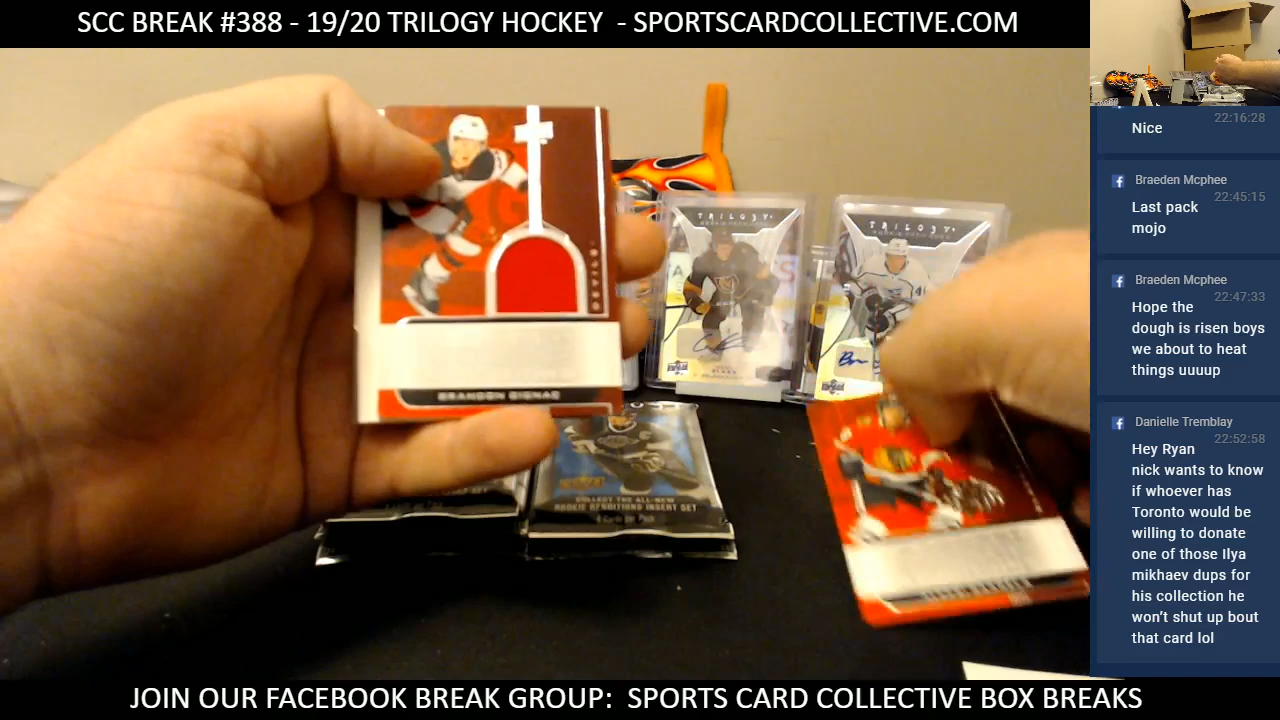 SCC BREAK #388 - 19/20 TRILOGY HOCKEY - SPORTSCARDCOLLECTIVE.COM
22:16:28
Nice
Braeden Mcphee
22:45:15
Last pack
mojo
Braeden Mcphee
22:47:33
Hope the
dough is risen boys
we about to heat
things uuuup
Danielle Tremblay
22:52:58
Hey Ryan
nick wants to know
if whoever has
Toronto would be
willing to donate
one of those Ilya
mikhaev dups for
his collection he
won't shut up bout
that card lol
DEVILS
BRANDON GIGNAC
TRILOGY
TRILOGY
COLLECT THE ALL-NEW
ROOKIE RENDITIONS INSERT SET
JOIN OUR FACEBOOK BREAK GROUP: SPORTS CARD COLLECTIVE BOX BREAKS